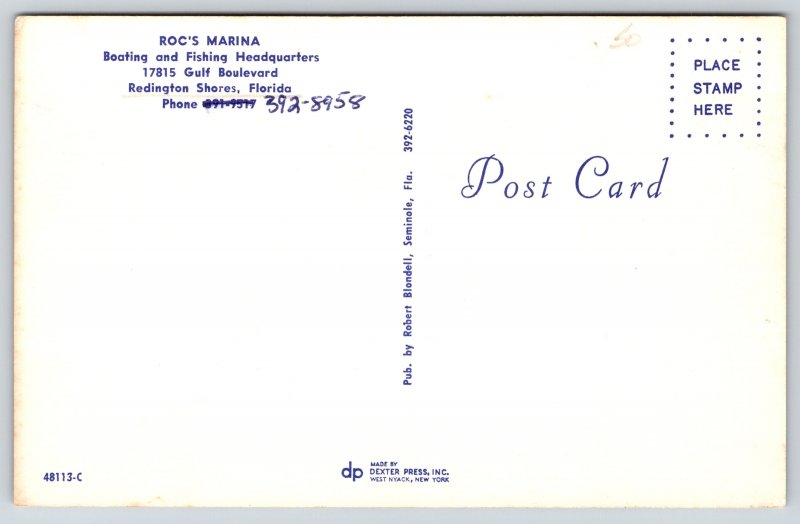 ROC'S MARINA
Boating and Fishing Headquarters
17815 Gulf Boulevard
Redington Shores, Florida
Phone 391-9517 392-8958
Pub. by Robert Blondell, Seminole, Fla. 392-6220
50
PLACE
STAMP
HERE
Post Card
48113-C
dp
MADE BY
DEXTER PRESS, INC.
WEST NYACK, NEW YORK